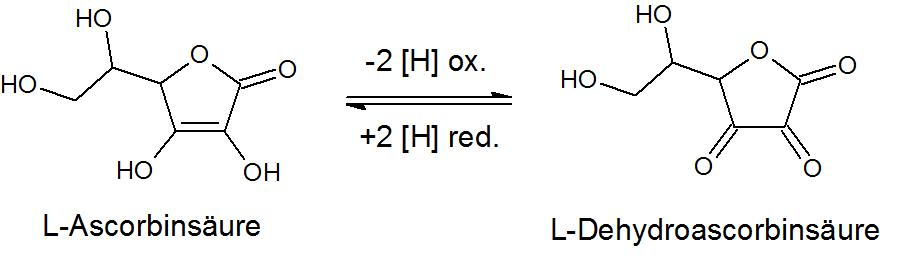 HO
HO
O
O
HO
OH
-2 [H] ox.
+2 [H] red.
HO
HO
O
O
O
O
L-Ascorbinsäure
L-Dehydroascorbinsäure